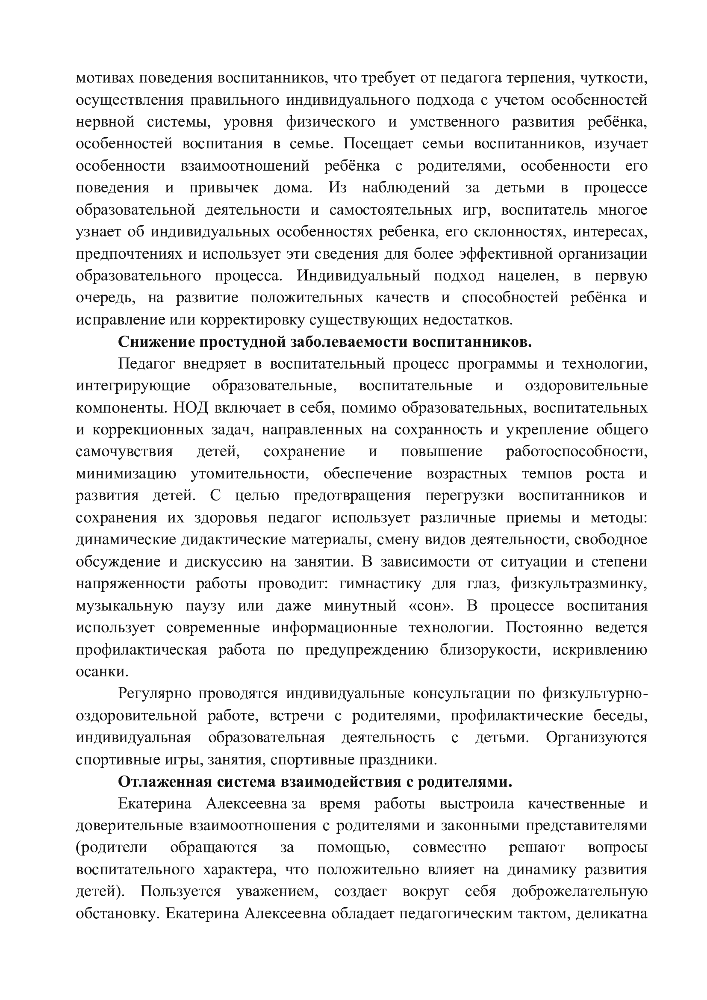 мотивах поведения воспитанников, что требует от педагога терпения, чуткости,
осуществления правильного индивидуального подхода с учетом особенностей
нервной системы, уровня физического и умственного развития ребёнка,
особенностей воспитания в семье. Посещает семьи воспитанников, изучает
особенности взаимоотношений ребёнка с родителями, особенности его
поведения и привычек дома. Из наблюдений за детьми в процессе
образовательной деятельности и самостоятельных игр, воспитатель многое
узнает об индивидуальных особенностях ребенка, его склонностях, интересах,
предпочтениях и использует эти сведения для более эффективной организации
образовательного процесса. Индивидуальный подход нацелен, в первую
очередь, на развитие положительных качеств и способностей ребёнка и
исправление или корректировку существующих недостатков.
Снижение простудной заболеваемости воспитанников.
Педагог внедряет в воспитательный процесс программы и технологии,
интегрирующие образовательные, воспитательные и оздоровительные
компоненты. НОД включает в себя, помимо образовательных, воспитательных
и коррекционных задач, направленных на сохранность и укрепление общего
самочувствия детей, сохранение и повышение работоспособности,
минимизацию утомительности, обеспечение возрастных темпов роста и
развития детей. С целью предотвращения перегрузки воспитанников и
сохранения их здоровья педагог использует различные приемы и методы:
динамические дидактические материалы, смену видов деятельности, свободное
обсуждение и дискуссию на занятии. В зависимости от ситуации и степени
напряженности работы проводит: гимнастику для глаз, физкультразминку,
музыкальную паузу или даже минутный «сон». В процессе воспитания
использует современные информационные технологии. Постоянно ведется
профилактическая работа по предупреждению близорукости, искривлению
осанки.
Регулярно проводятся индивидуальные консультации по физкультурно-
оздоровительной работе, встречи с родителями, профилактические беседы,
индивидуальная образовательная деятельность с детьми. Организуются
спортивные игры, занятия, спортивные праздники.
Отлаженная система взаимодействия с родителями.
Екатерина Алексеевна за время работы выстроила качественные и
доверительные взаимоотношения с родителями и законными представителями
(родители обращаются за помощью, совместно решают вопросы
воспитательного характера, что положительно влияет на динамику развития
детей). Пользуется уважением, создает вокруг себя доброжелательную
обстановку. Екатерина Алексеевна обладает педагогическим тактом, деликатна